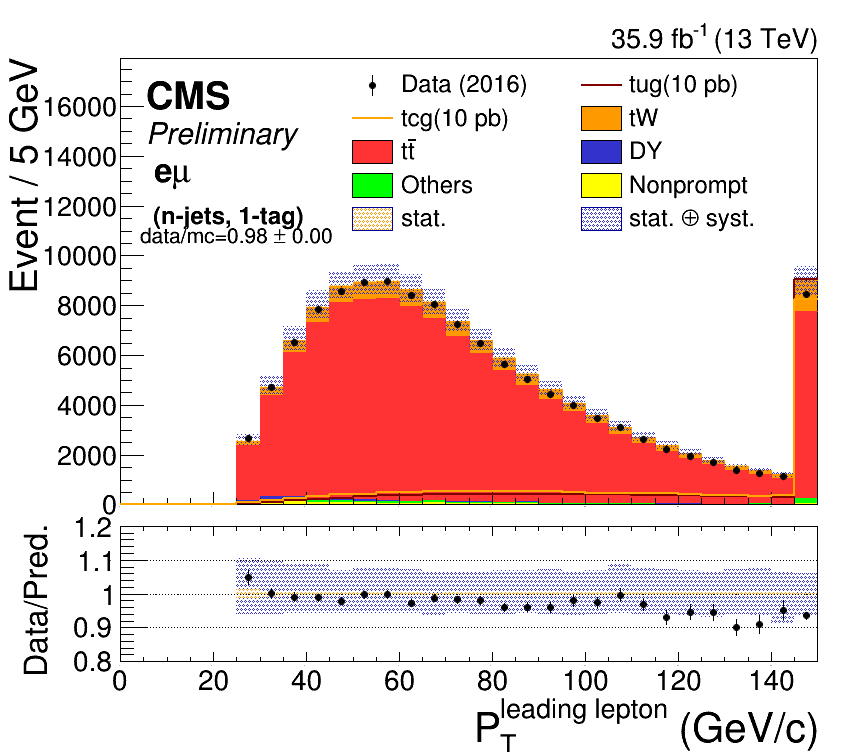 35.9 fb⁻¹ (13 TeV)
Event / 5 GeV
CMS
Preliminary
eμ
(n-jets, 1-tag)
data/mc=0.98 ± 0.00
Data (2016)
tug(10 pb)
tcg(10 pb)
tW
tt̄
DY
Others
Nonprompt
stat.
stat. ⊕ syst.
16000
14000
12000
10000
8000
6000
4000
2000
0
Data/Pred.
1.2
1.1
1
0.9
0.8
0 20 40 60 80 100 120 140
P_T^leading lepton (GeV/c)